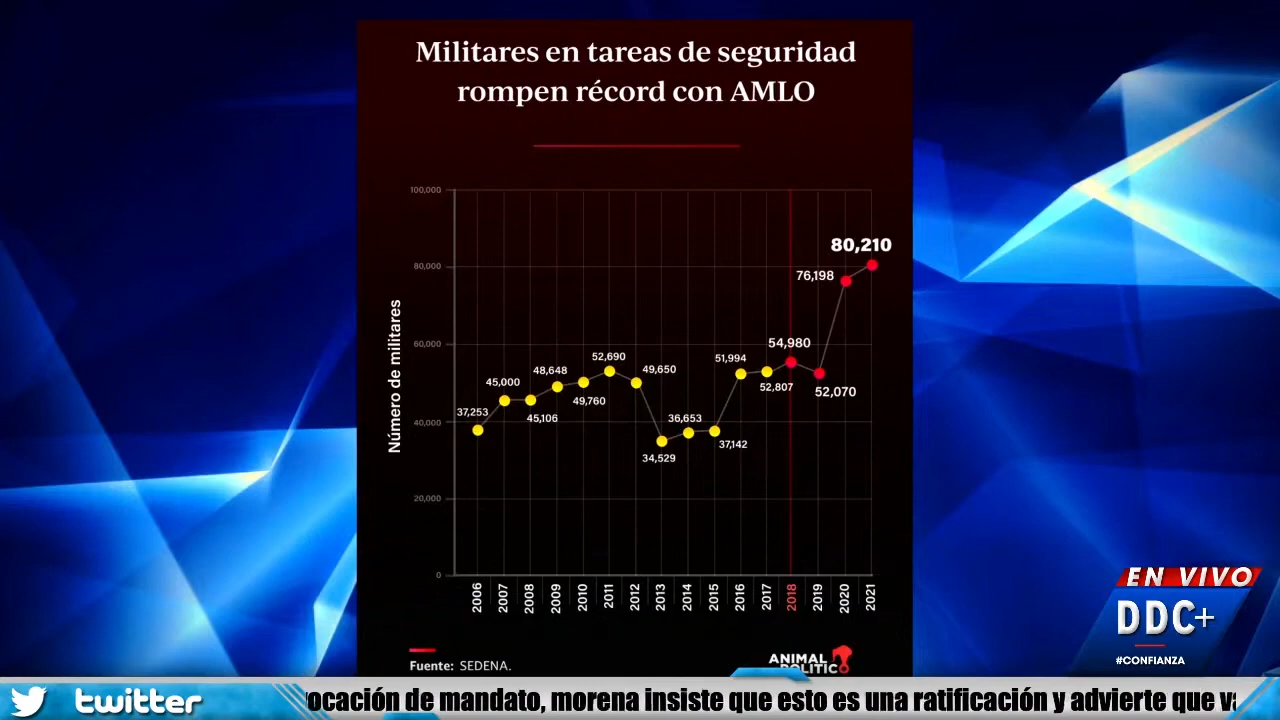 Militares en tareas de seguridad
rompen récord con AMLO
100,000
80,210
80,000
76,198
Número de militares
60,000
54,980
52,690
51,994
49,650
48,648
52,807
52,070
45,000
49,760
37,253
45,106
40,000
36,653
37,142
34,529
20,000
0
2006 2007 2008 2009 2010 2011 2012 2013 2014 2015 2016 2017 2018 2019 2020 2021
Fuente: SEDENA.
ANIMAL
POLÍTICO
EN VIVO
DDC+
#CONFIANZA
twitter
ocación de mandato, morena insiste que esto es una ratificación y advierte que